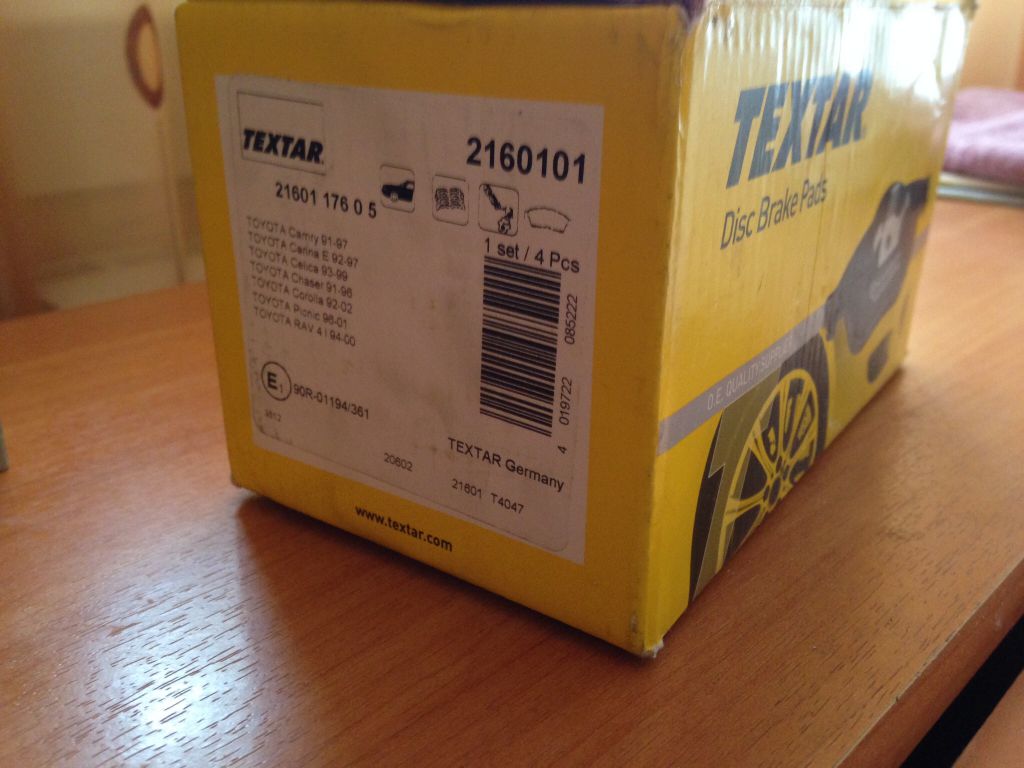 TEXTAR
2160101
21601 176 0 5
TOYOTA Camry 91-97
TOYOTA Carina E 92-97
TOYOTA Celica 93-99
TOYOTA Chaser 91-96
TOYOTA Corolla 92-02
TOYOTA Picnic 96-01
TOYOTA RAV 4 I 94-00
1 set / 4 Pcs
4 019722 085222
E1 90R-01194/361
TEXTAR Germany
20602
21601 T4047
www.textar.com
TEXTAR
Disc Brake Pads
O.E. QUALITY